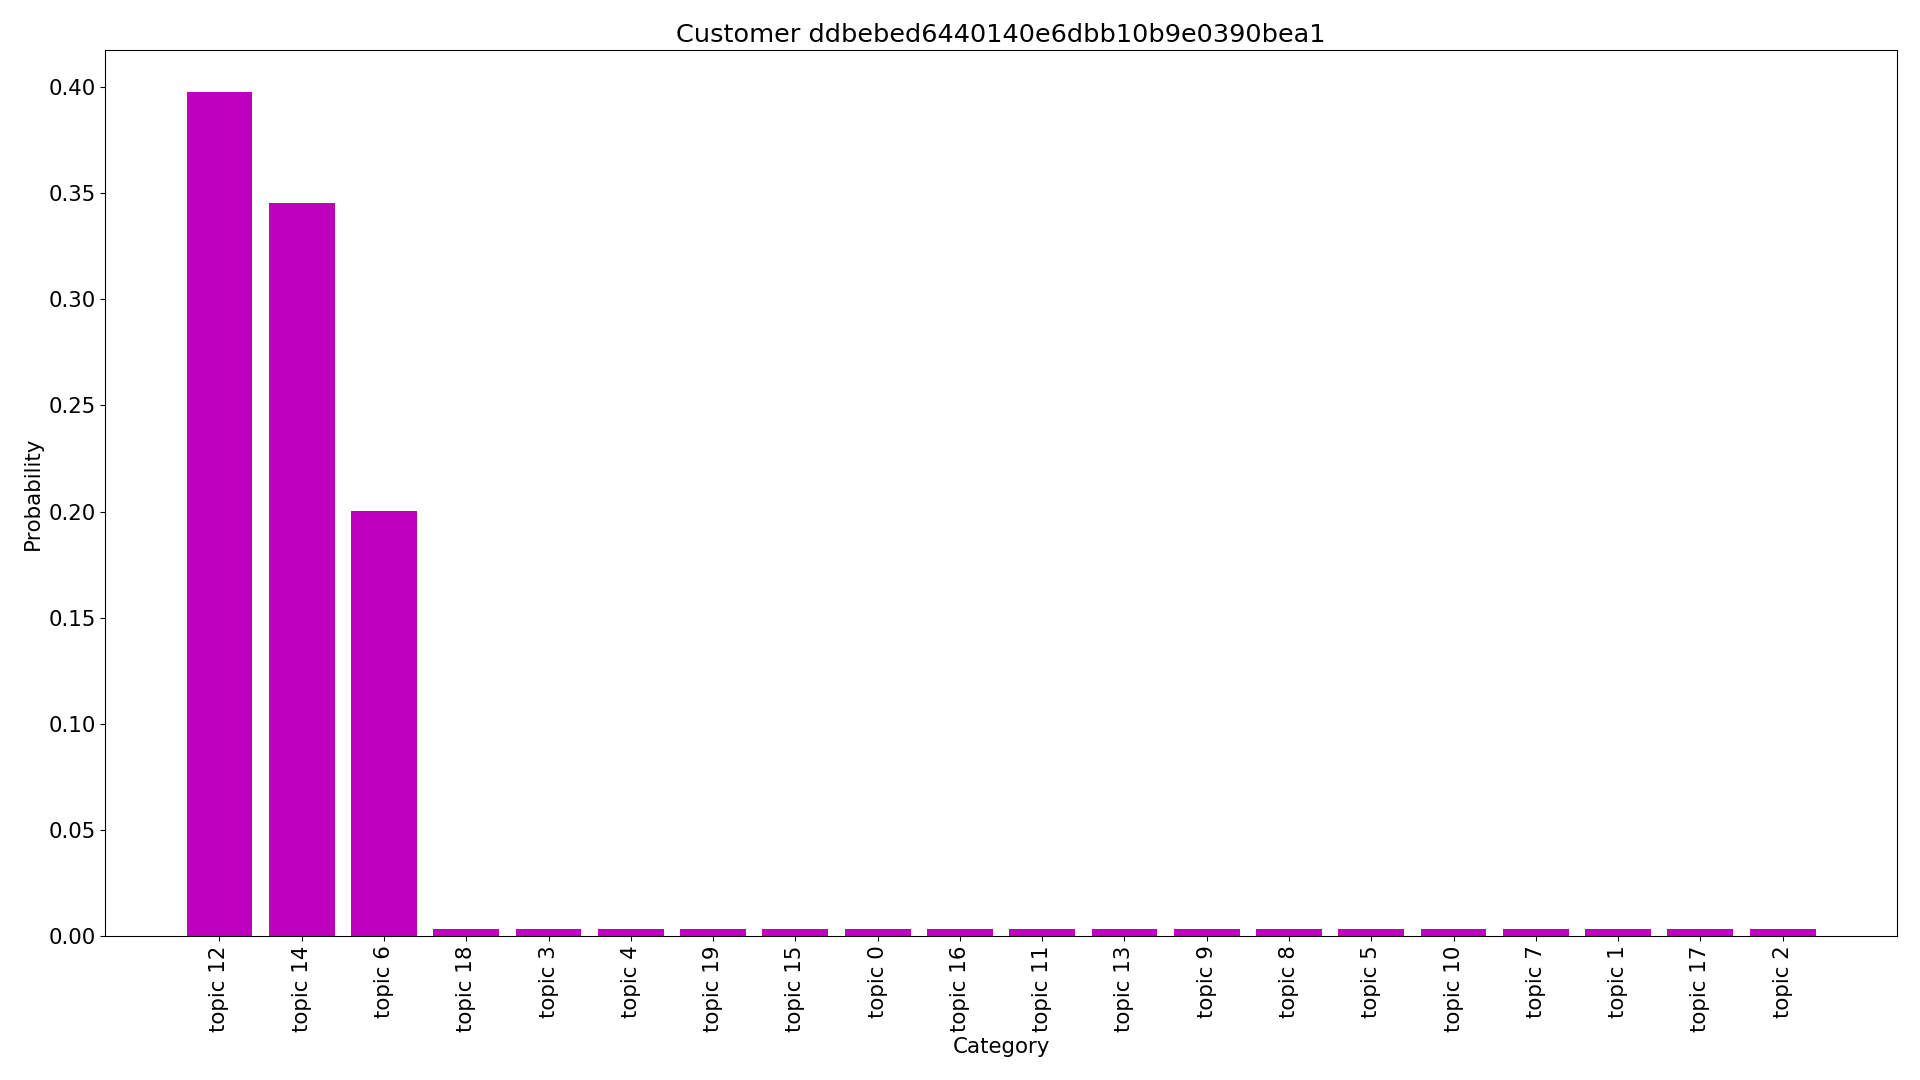 Customer ddbebed6440140e6dbb10b9e0390bea1
Probability
0.40
0.35
0.30
0.25
0.20
0.15
0.10
0.05
0.00
topic 12
topic 14
topic 6
topic 18
topic 3
topic 4
topic 19
topic 15
topic 0
topic 16
topic 11
topic 13
topic 9
topic 8
topic 5
topic 10
topic 7
topic 1
topic 17
topic 2
Category